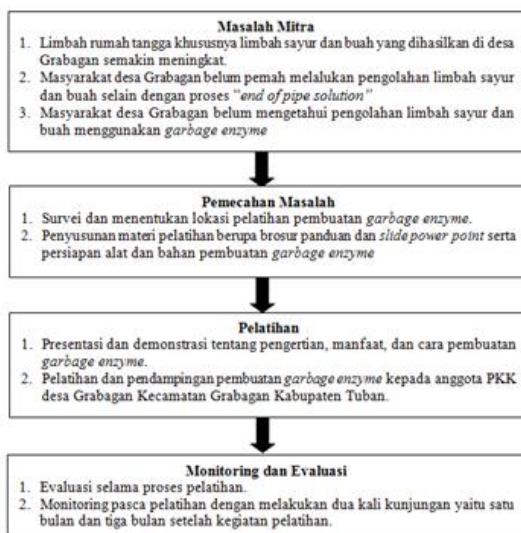 Masalah Mitra
1. Limbah rumah tangga khususnya limbah sayur dan buah yang dihasilkan di desa
Grabagan semakin meningkat.
2. Masyarakat desa Grabagan belum pernah melalukan pengolahan limbah sayur
dan buah selain dengan proses "end of pipe solution"
3. Masyarakat desa Grabagan belum mengetahui pengolahan limbah sayur dan
buah menggunakan garbage enzyme
Pemecahan Masalah
1. Survei dan menentukan lokasi pelatihan pembuatan garbage enzyme.
2. Penyusunan materi pelatihan berupa brosur panduan dan slide power point serta
persiapan alat dan bahan pembuatan garbage enzyme
Pelatihan
1. Presentasi dan demonstrasi tentang pengertian, manfaat, dan cara pembuatan
garbage enzyme.
2. Pelatihan dan pendampingan pembuatan garbage enzyme kepada anggota PKK
desa Grabagan Kecamatan Grabagan Kabupaten Tuban.
Monitoring dan Evaluasi
1. Evaluasi selama proses pelatihan.
2. Monitoring pasca pelatihan dengan melakukan dua kali kunjungan yaitu satu
bulan dan tiga bulan setelah kegiatan pelatihan.